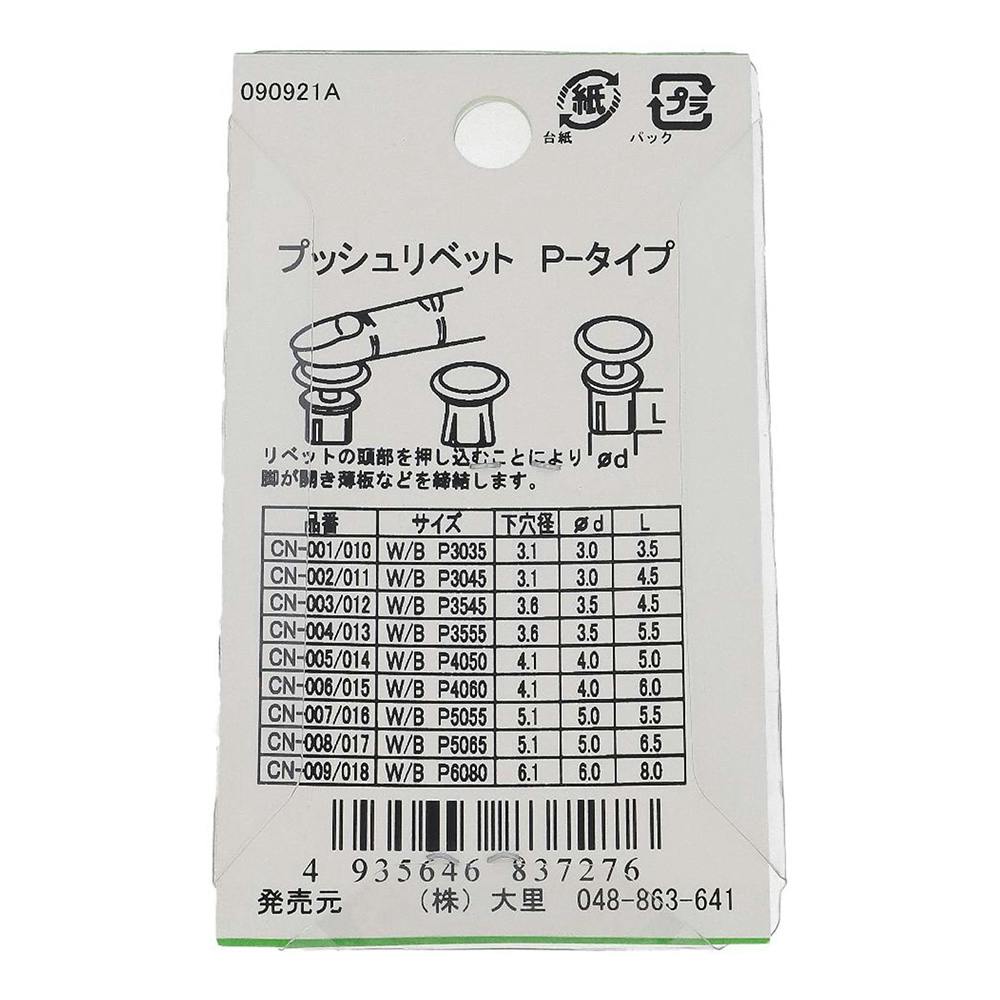 090921A
紙
プラ
台紙
パック
プッシュリベット P-タイプ
L
リベットの頭部を押し込むことにより
ød
脚が開き薄板などを締結します。
品番 サイズ 下穴径 ød L
CN-001/010 W/B P3035 3.1 3.0 3.5
CN-002/011 W/B P3045 3.1 3.0 4.5
CN-003/012 W/B P3545 3.6 3.5 4.5
CN-004/013 W/B P3555 3.6 3.5 5.5
CN-005/014 W/B P4050 4.1 4.0 5.0
CN-006/015 W/B P4060 4.1 4.0 6.0
CN-007/016 W/B P5055 5.1 5.0 5.5
CN-008/017 W/B P5065 5.1 5.0 6.5
CN-009/018 W/B P6080 6.1 6.0 8.0
4 935646 837276
発売元 (株) 大里 048-863-641